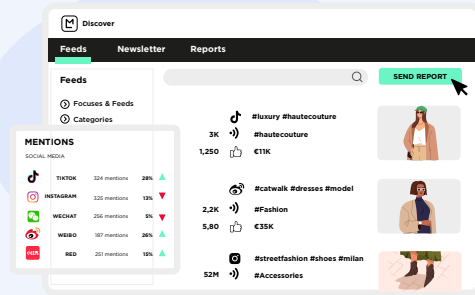 Discover
Feeds Newsletter Reports
Feeds
SEND REPORT
Focuses & Feeds
Categories
#luxury #hautecouture
3K #hautecouture
1,250 €11K
#catwalk #dresses #model
2,2K #Fashion
5,80 €35K
#streetfashion #shoes #milan
52M #Accessories
MENTIONS
SOCIAL MEDIA
TIKTOK 324 mentions 28%
INSTAGRAM 325 mentions 13%
WECHAT 256 mentions 5%
WEIBO 187 mentions 26%
RED 251 mentions 15%